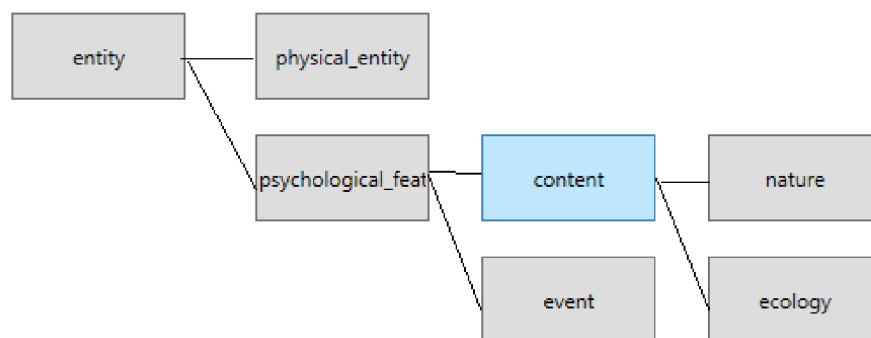 entity
physical_entity
psychological_feat
content
nature
event
ecology